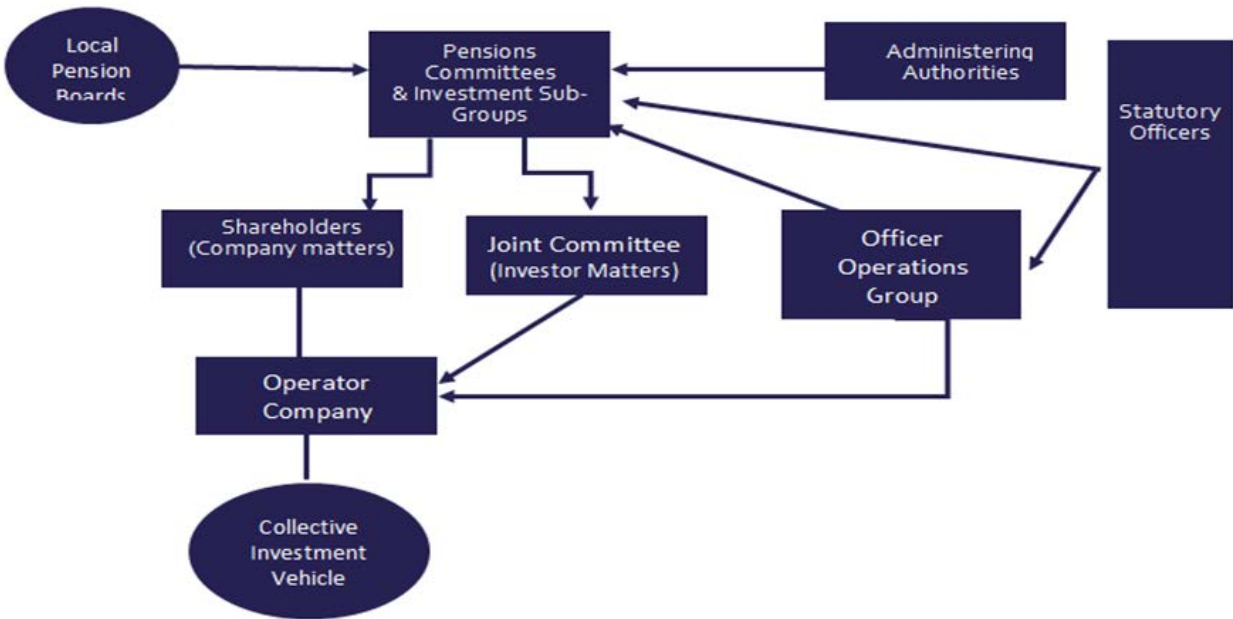 Local
Pension
Boards
Pensions
Committees
& Investment Sub-
Groups
Administering
Authorities
Statutory
Officers
Shareholders
(Company matters)
Joint Committee
(Investor Matters)
Officer
Operations
Group
Operator
Company
Collective
Investment
Vehicle